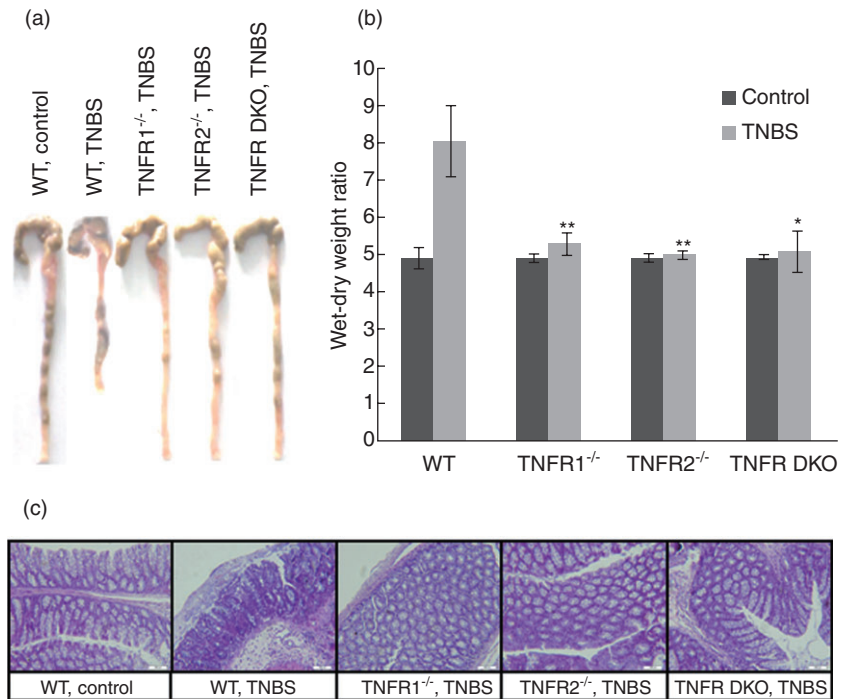 (a)
WT, control
WT, TNBS
TNFR1-/-, TNBS
TNFR2-/-, TNBS
TNFR DKO, TNBS
(b)
Wet-dry weight ratio
10
9
8
7
6
5
4
3
2
1
0
Control
TNBS
**
**
*
WT
TNFR1-/-
TNFR2-/-
TNFR DKO
(c)
WT, control
WT, TNBS
TNFR1-/-, TNBS
TNFR2-/-, TNBS
TNFR DKO, TNBS